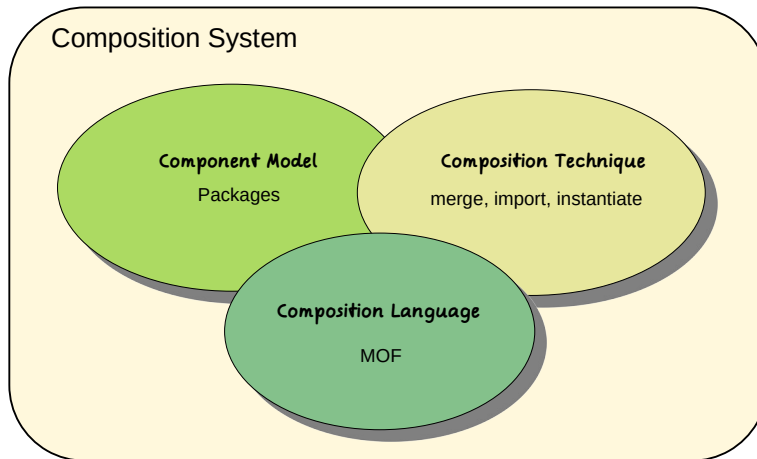 Composition System
Component Model
Packages
Composition Technique
merge, import, instantiate
Composition Language
MOF